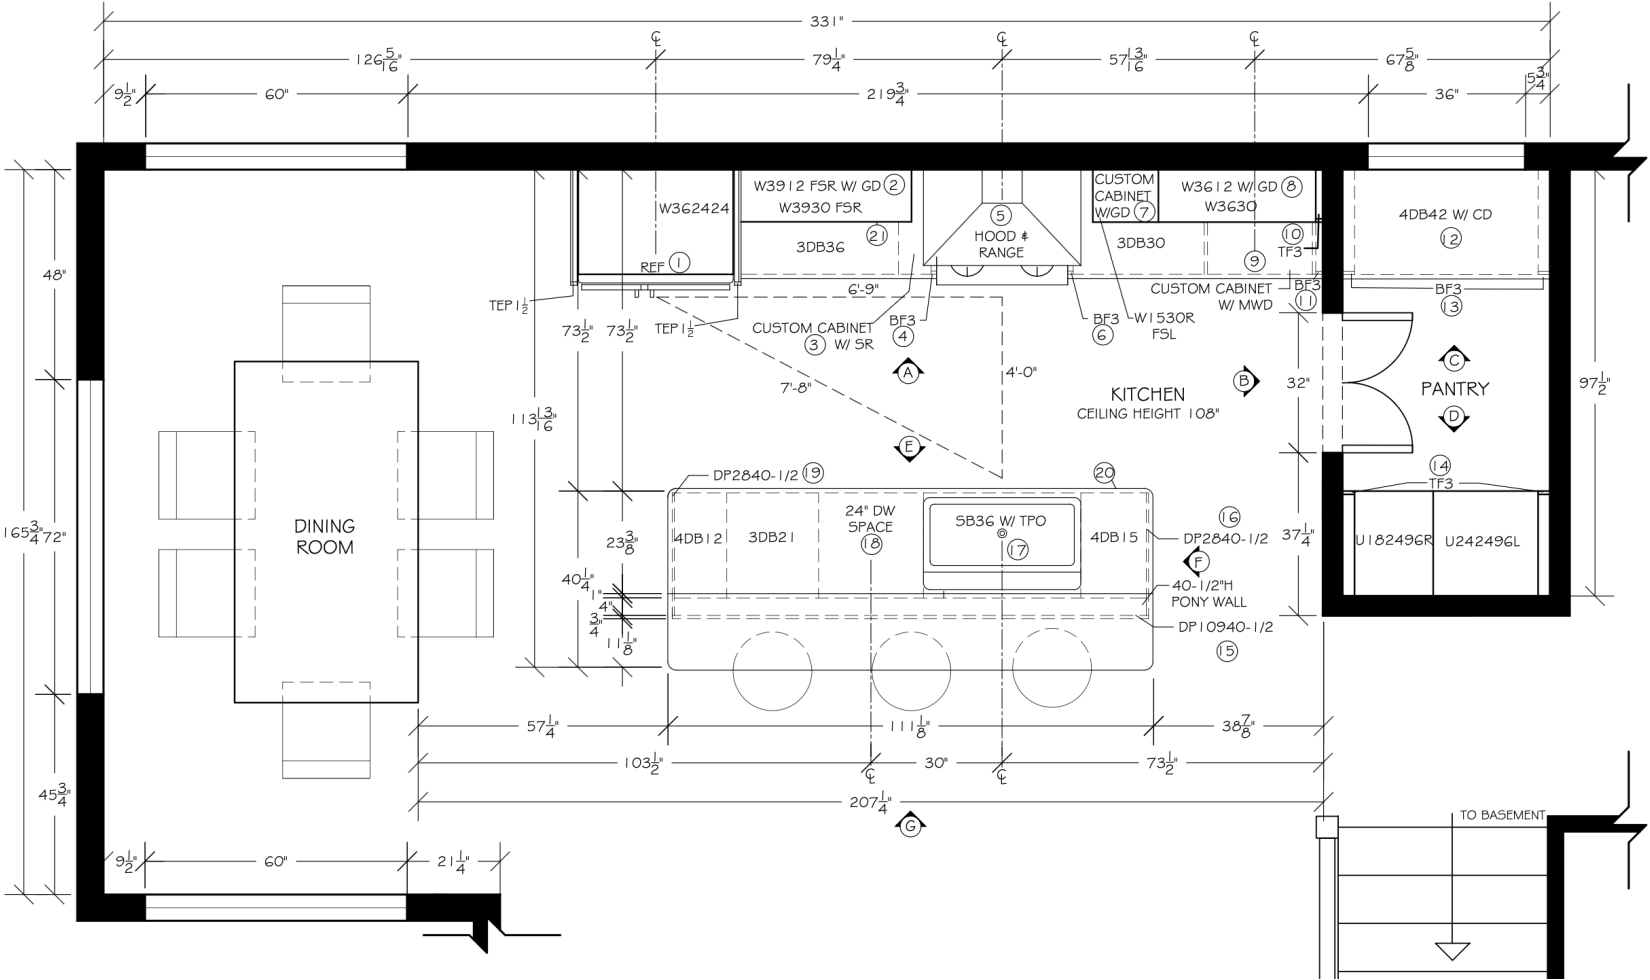 331"
℄ ℄ ℄
126 5/16" 79 1/4" 57 13/16" 67 5/8"
9 1/2" 60" 219 3/4" 36" 5 3/4"
W362424
REF 1
W3912 FSR W/ GD 2
W3930 FSR
21
3DB36
5
HOOD &
RANGE
CUSTOM
CABINET
W/GD 7
W3612 W/ GD 8
W3630
3DB30
9
10
TF3
4DB42 W/ CD
12
48"
6'-9"
TEP1 1/2
TEP1 1/2
73 1/2" 73 1/2"
CUSTOM CABINET
3 W/ SR
BF3
4
BF3
6
W1530R
FSL
CUSTOM CABINET
W/ MWD
BF3
11
BF3
13
A
7'-8"
4'-0"
B
KITCHEN
CEILING HEIGHT 108"
32"
C
PANTRY
D
97 1/2"
113 13/16"
E
DP2840-1/2 19
20
14
TF3
165 3/4" 72"
DINING
ROOM
23 3/8"
4DB12
3DB21
24" DW
SPACE
18
SB36 W/ TPO
17
4DB15
16
DP2840-1/2
F
37 1/4"
U182496R
U242496L
40 1/4"
1"
4"
3/4"
11 1/8"
40-1/2"H
PONY WALL
DP10940-1/2
15
57 1/4" 111 1/8" 38 7/8"
103 1/2" 30" 73 1/2"
℄ ℄
45 3/4"
207 1/4"
G
TO BASEMENT
9 1/2" 60" 21 1/4"